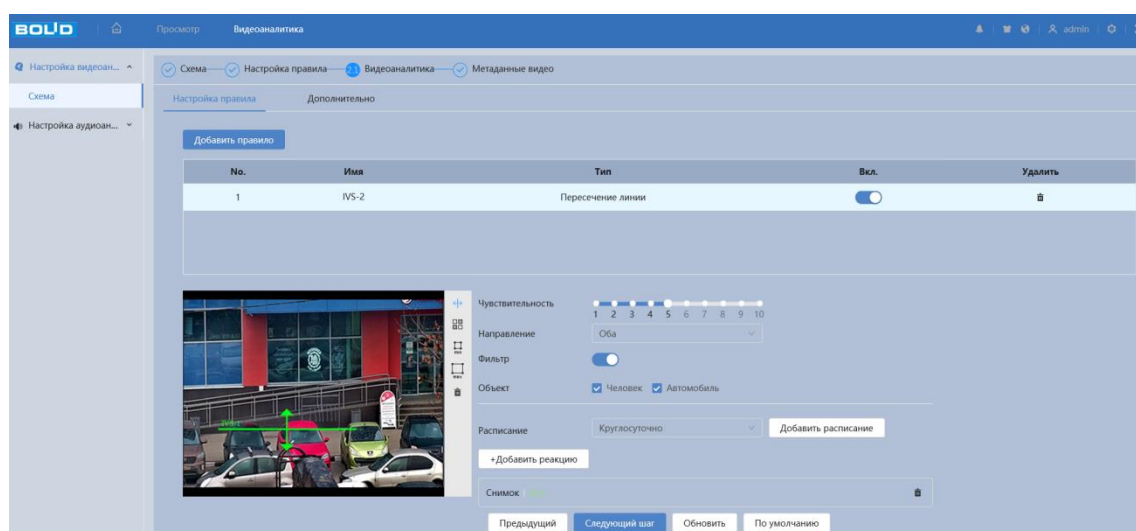 BOLID
Просмотр Видеоаналитика admin
Настройка видеоан...
Схема Настройка правила 2.1 Видеоаналитика Метаданные видео
Схема
Настройка правила Дополнительно
Настройка аудиоан...
Добавить правило
No. Имя Тип Вкл. Удалить
1 IVS-2 Пересечение линии
Чувствительность
1 2 3 4 5 6 7 8 9 10
Направление Оба
Фильтр
Объект Человек Автомобиль
Расписание Круглосуточно Добавить расписание
+Добавить реакцию
Снимок
Предыдущий Следующий шаг Обновить По умолчанию